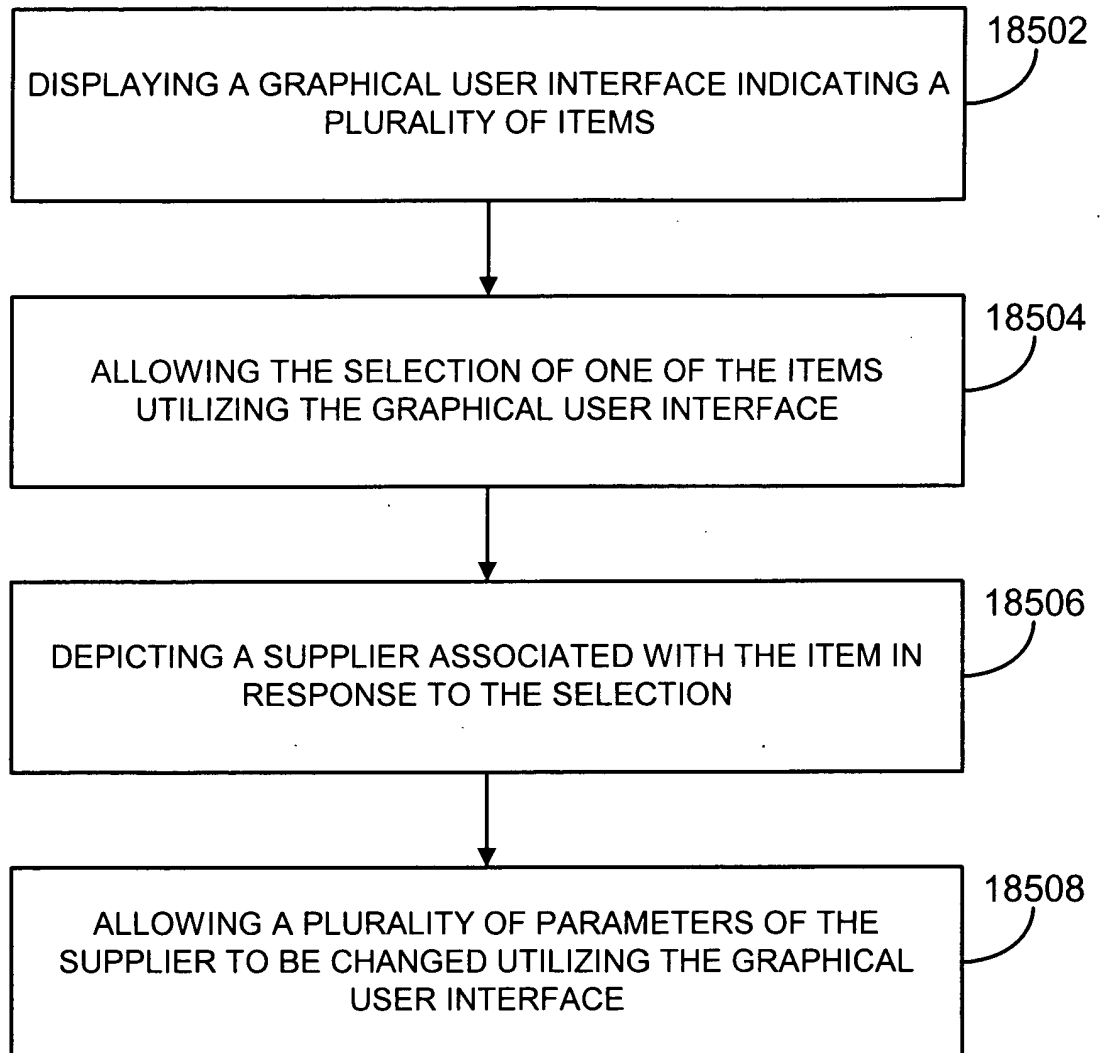 18502
DISPLAYING A GRAPHICAL USER INTERFACE INDICATING A
PLURALITY OF ITEMS
18504
ALLOWING THE SELECTION OF ONE OF THE ITEMS
UTILIZING THE GRAPHICAL USER INTERFACE
18506
DEPICTING A SUPPLIER ASSOCIATED WITH THE ITEM IN
RESPONSE TO THE SELECTION
18508
ALLOWING A PLURALITY OF PARAMETERS OF THE
SUPPLIER TO BE CHANGED UTILIZING THE GRAPHICAL
USER INTERFACE